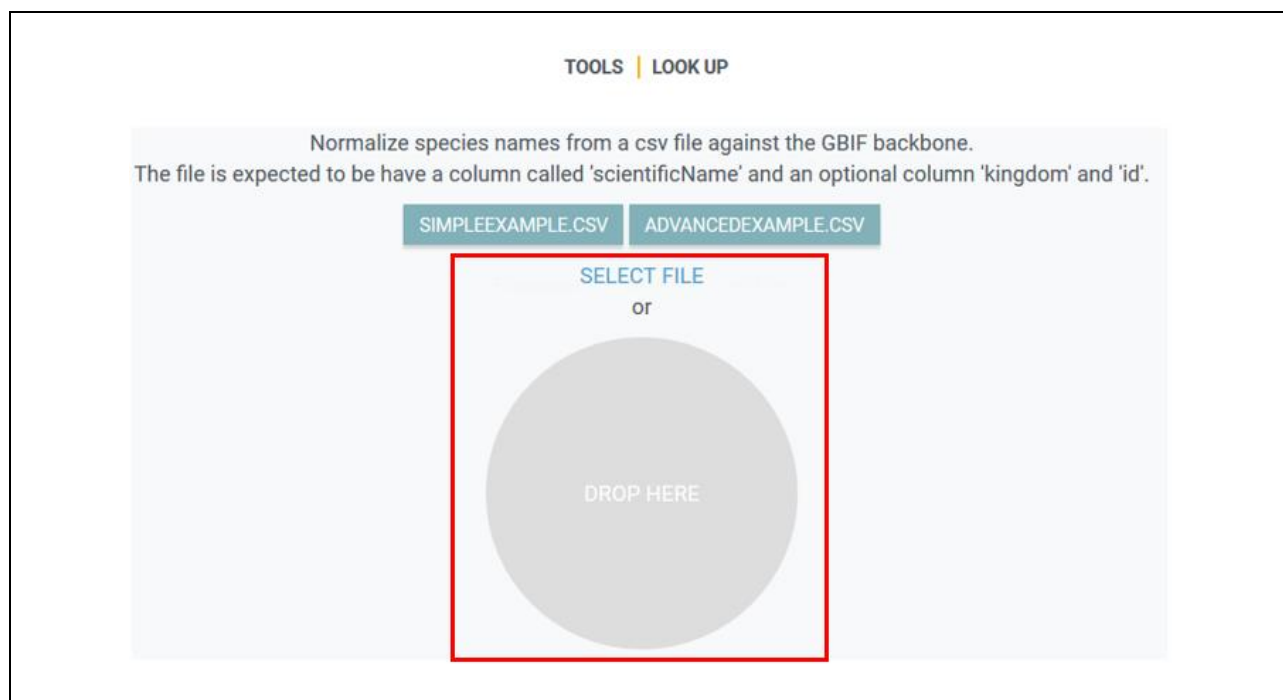 TOOLS | LOOK UP
Normalize species names from a csv file against the GBIF backbone.
The file is expected to be have a column called 'scientificName' and an optional column 'kingdom' and 'id'.
SIMPLEEXAMPLE.CSV ADVANCEDEXAMPLE.CSV
SELECT FILE
or
DROP HERE